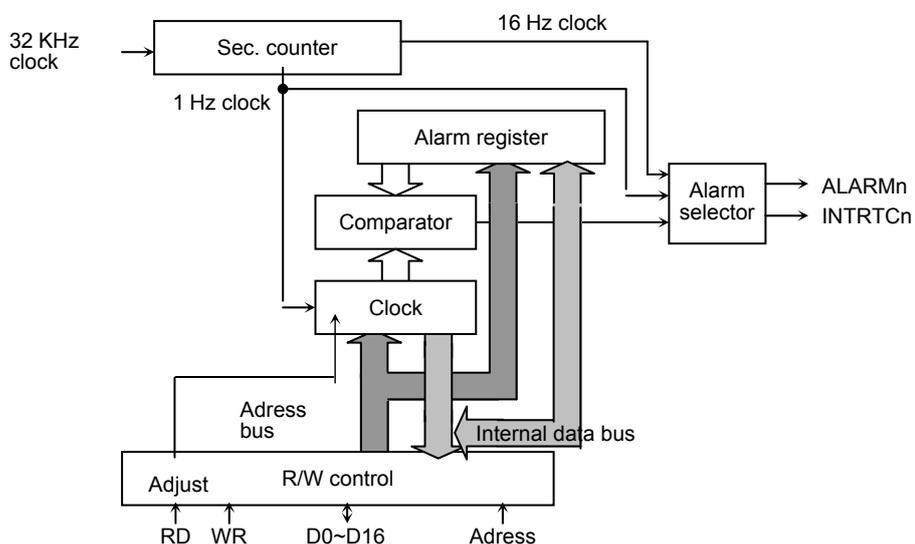 16 Hz clock
32 KHz
clock
Sec. counter
1 Hz clock
Alarm register
Alarm
selector
ALARMn
INTRTCn
Comparator
Clock
Adress
bus
Internal data bus
Adjust
R/W control
RD
WR
D0~D16
Adress